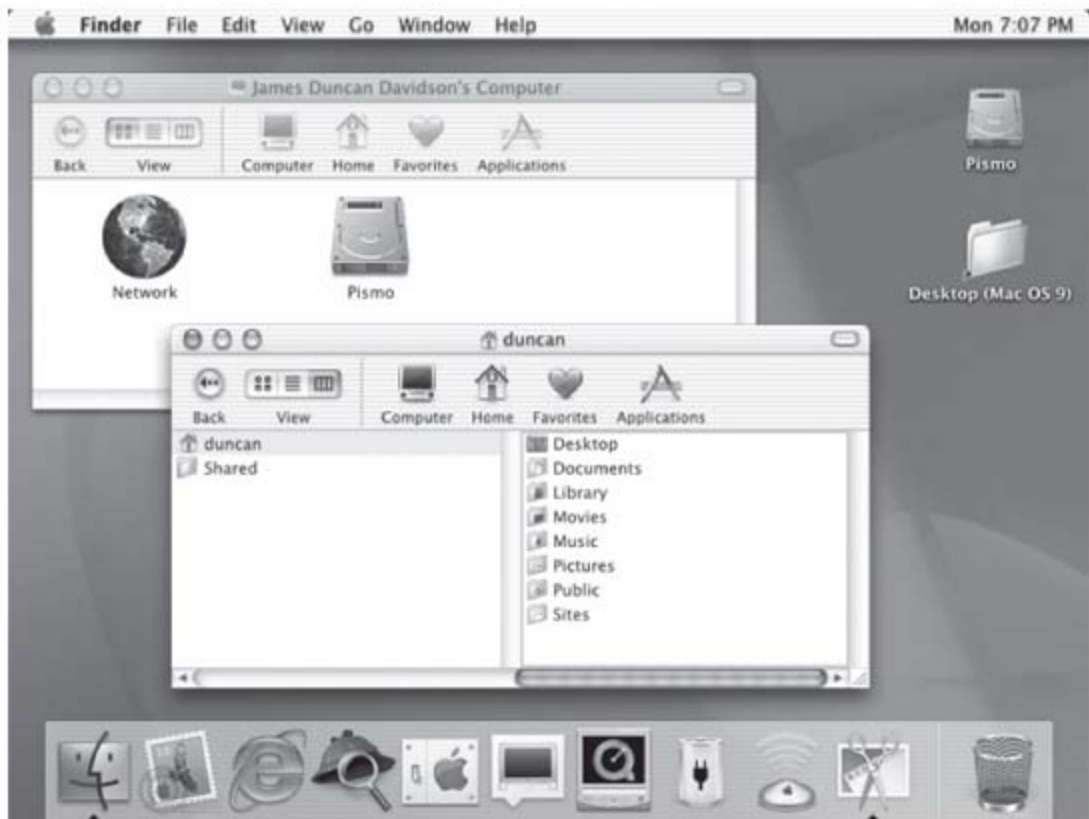 Finder File Edit View Go Window Help Mon 7:07 PM
James Duncan Davidson's Computer
Back View Computer Home Favorites Applications
Network Pismo
Pismo
Desktop (Mac OS 9)
duncan
Back View Computer Home Favorites Applications
duncan
Shared
Desktop
Documents
Library
Movies
Music
Pictures
Public
Sites